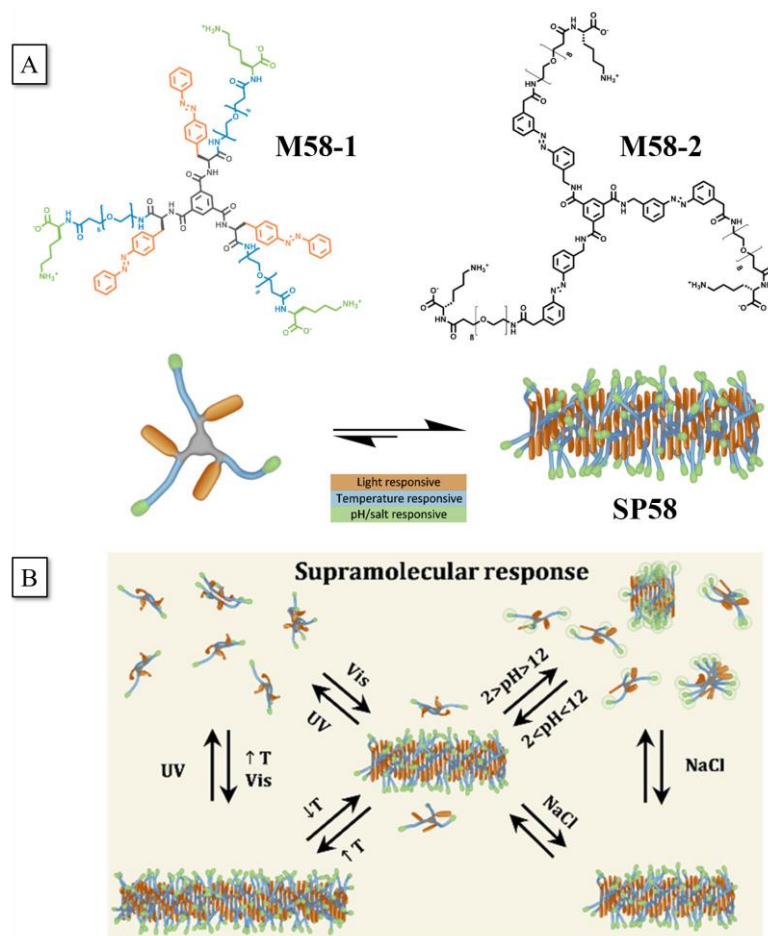 A
M58-1
M58-2
Light responsive
Temperature responsive
pH/salt responsive
SP58
B
Supramolecular response
Vis
UV
2>pH>12
2<pH<12
UV
↑ T
Vis
NaCl
↓T
↑ T
NaCl